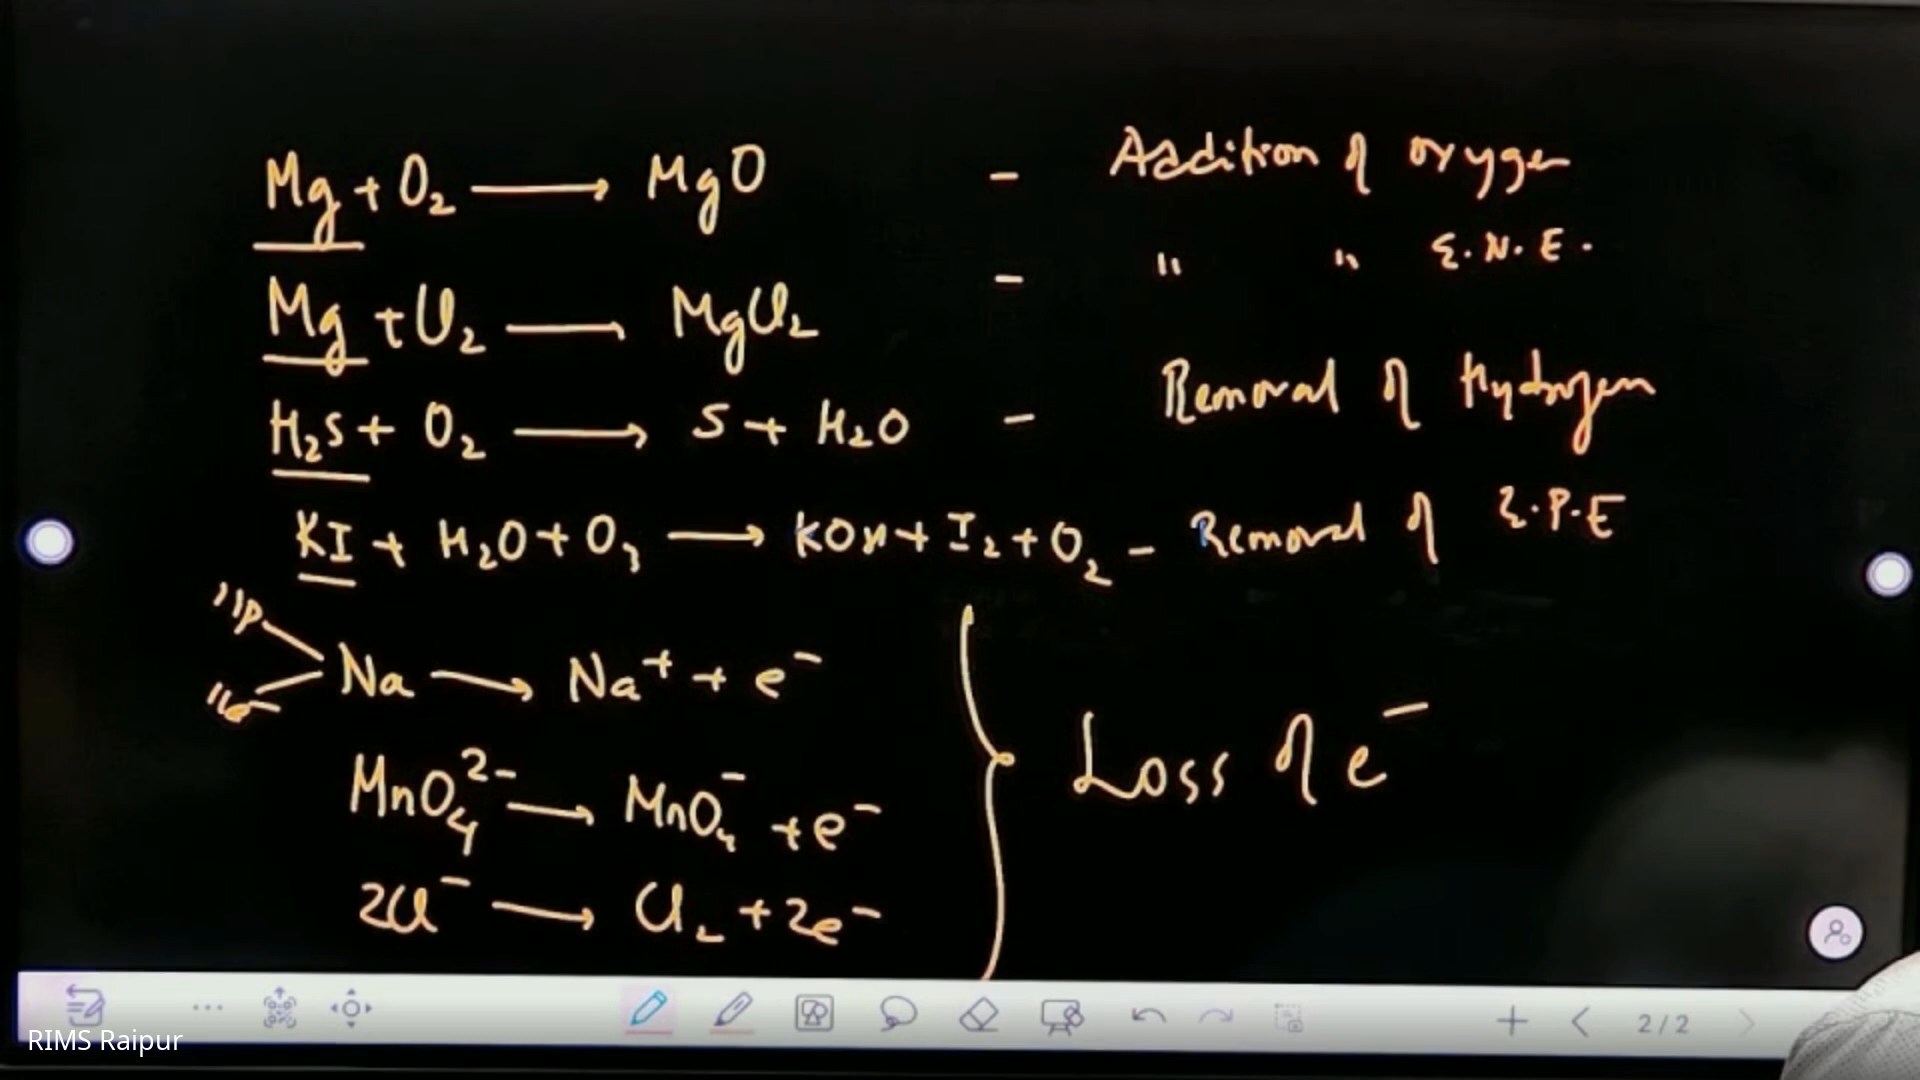 Mg + O₂ ⟶ MgO - Addition of oxygen
Mg + Cl₂ ⟶ MgCl₂ - " " E.N.E.
H₂S + O₂ ⟶ S + H₂O - Removal of Hydrogen
KI + H₂O + O₃ ⟶ KOH + I₂ + O₂ - Removal of E.P.E
11p
11e⁻
Na ⟶ Na⁺ + e⁻
MnO₄²⁻ ⟶ MnO₄⁻ + e⁻
2Cl⁻ ⟶ Cl₂ + 2e⁻
Loss of e⁻
2/2
RIMS Raipur